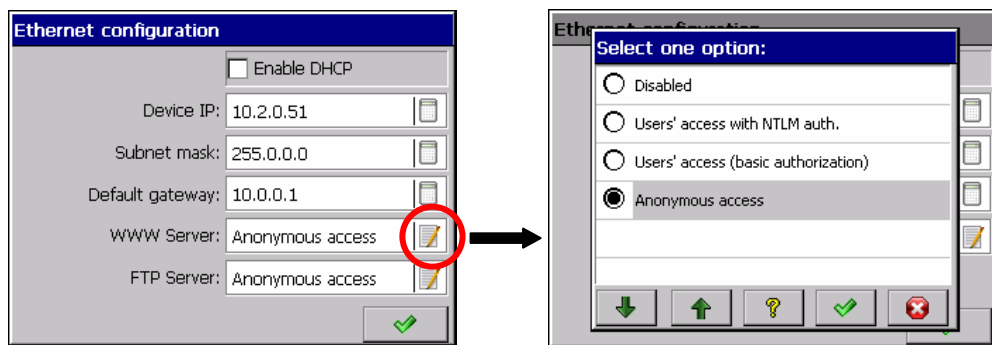 Ethernet configuration
Enable DHCP
Device IP: 10.2.0.51
Subnet mask: 255.0.0.0
Default gateway: 10.0.0.1
WWW Server: Anonymous access
FTP Server: Anonymous access
Ethernet configuration
Select one option:
Disabled
Users' access with NTLM auth.
Users' access (basic authorization)
Anonymous access